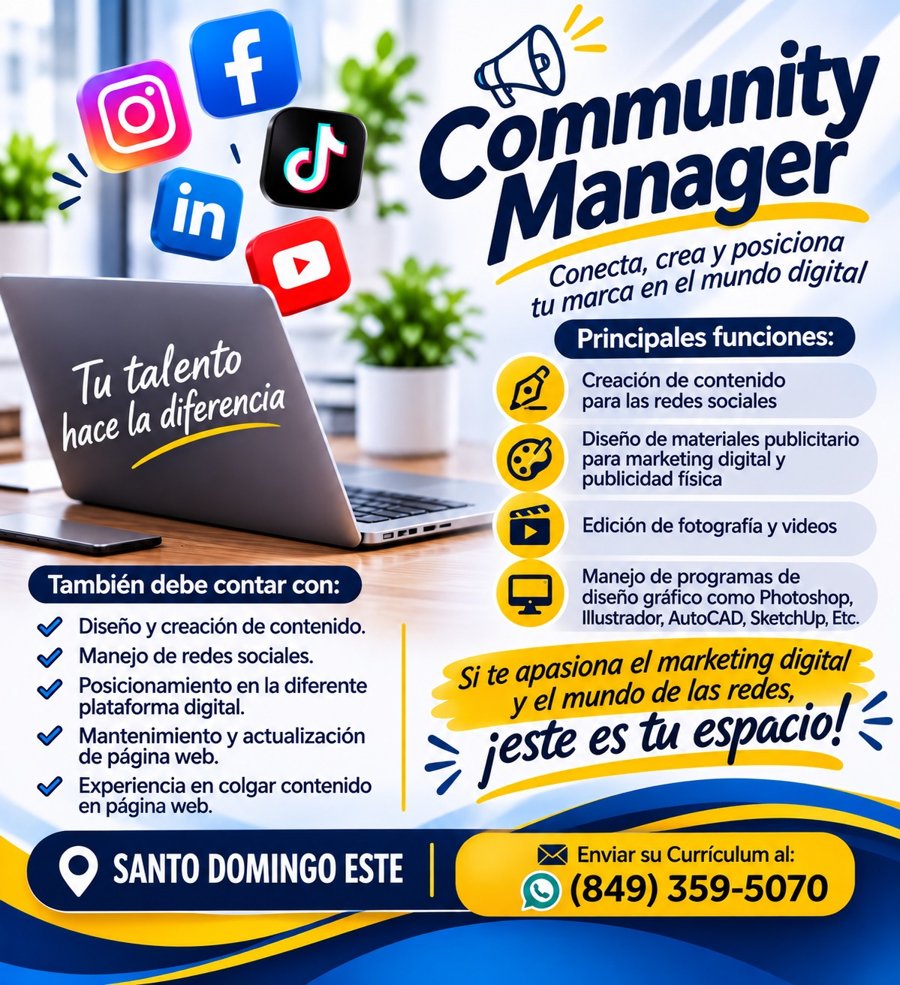 Community
Manager
Conecta, crea y posiciona
tu marca en el mundo digital
Tu talento
hace la diferencia
Principales funciones:
Creación de contenido
para las redes sociales
Diseño de materiales publicitario
para marketing digital y
publicidad física
Edición de fotografía y videos
Manejo de programas de
diseño gráfico como Photoshop,
Illustrador, AutoCAD, SketchUp, Etc.
También debe contar con:
Diseño y creación de contenido.
Manejo de redes sociales.
Posicionamiento en la diferente
plataforma digital.
Mantenimiento y actualización
de página web.
Experiencia en colgar contenido
en página web.
Si te apasiona el marketing digital
y el mundo de las redes,
¡este es tu espacio!
SANTO DOMINGO ESTE
Enviar su Currículum al:
(849) 359-5070